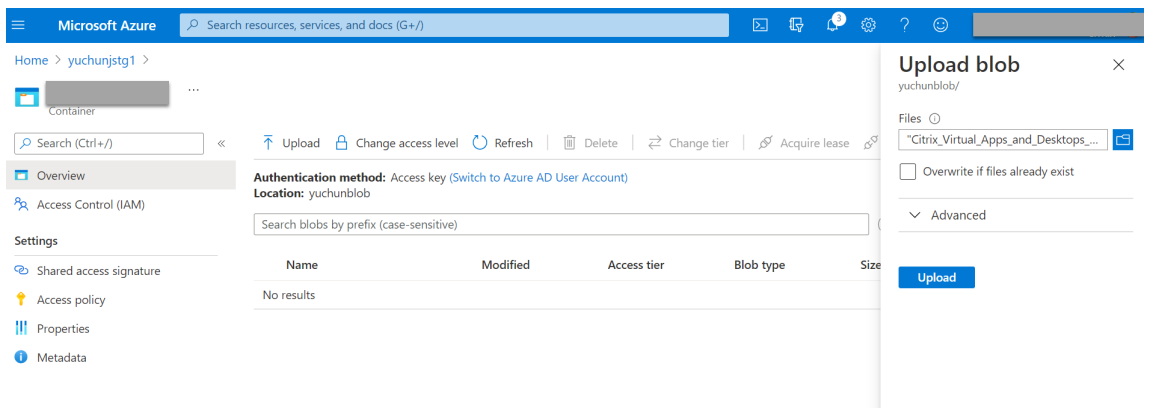 Microsoft Azure
Search resources, services, and docs (G+/)
3
Home > yuchunjstg1 >
...
Container
Search (Ctrl+/)
«
Overview
Access Control (IAM)
Settings
Shared access signature
Access policy
Properties
Metadata
Upload
Change access level
Refresh
Delete
Change tier
Acquire lease
Authentication method: Access key (Switch to Azure AD User Account)
Location: yuchunblob
Search blobs by prefix (case-sensitive)
Name Modified Access tier Blob type Size
No results
Upload blob
yuchunblob/
Files
"Citrix_Virtual_Apps_and_Desktops_...
Overwrite if files already exist
Advanced
Upload